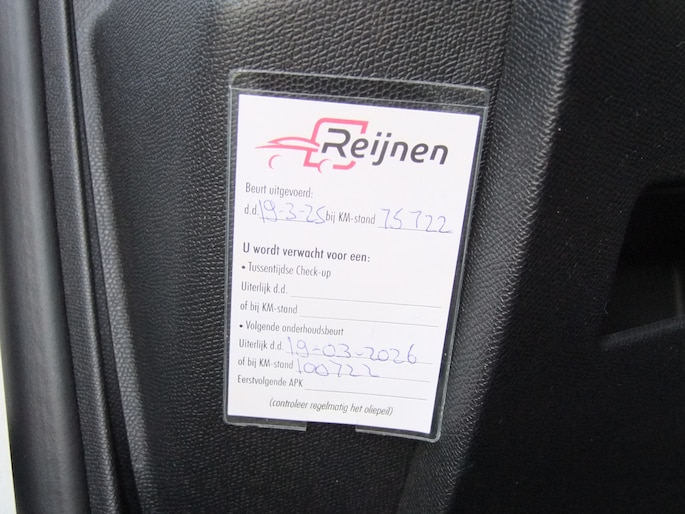 Reijnen
Beurt uitgevoerd:
d.d. 19-3-25 bij KM-stand 75722
U wordt verwacht voor een:
• Tussentijdse Check-up
Uiterlijk d.d.
of bij KM-stand
• Volgende onderhoudsbeurt
Uiterlijk d.d. 19-03-2026
of bij KM-stand 100722
Eerstvolgende APK
(controleer regelmatig het oliepeil)